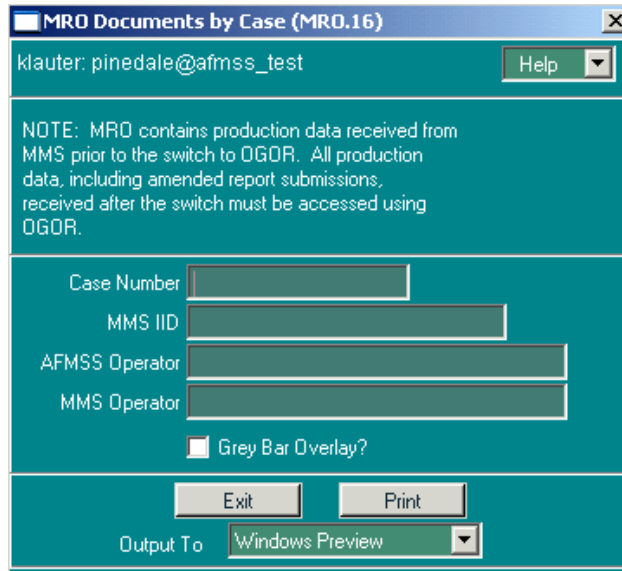 MRO Documents by Case (MRO.16)
klauter: pinedale@afmss_test
Help
NOTE: MRO contains production data received from
MMS prior to the switch to OGOR. All production
data, including amended report submissions,
received after the switch must be accessed using
OGOR.
Case Number
MMS IID
AFMSS Operator
MMS Operator
Grey Bar Overlay?
Exit Print
Output To Windows Preview